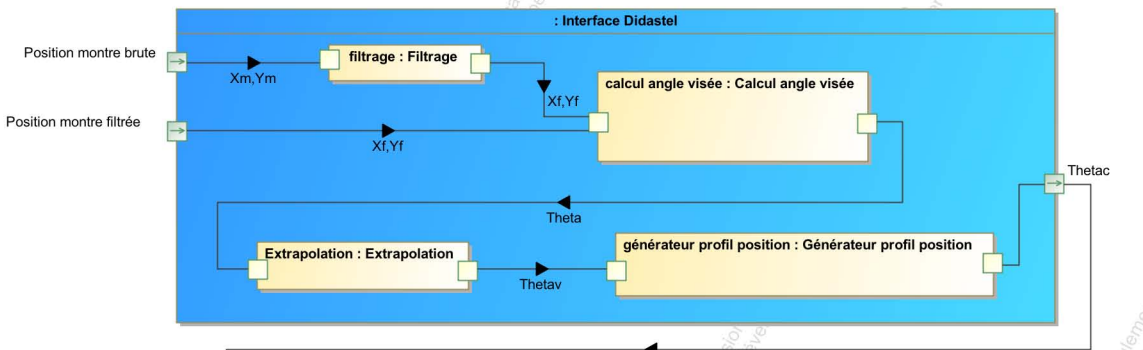 : Interface Didastel
Position montre brute
filtrage : Filtrage
Xm,Ym
calcul angle visée : Calcul angle visée
Xf,Yf
Position montre filtrée
Xf,Yf
Thetac
Theta
Extrapolation : Extrapolation
générateur profil position : Générateur profil position
Thetav